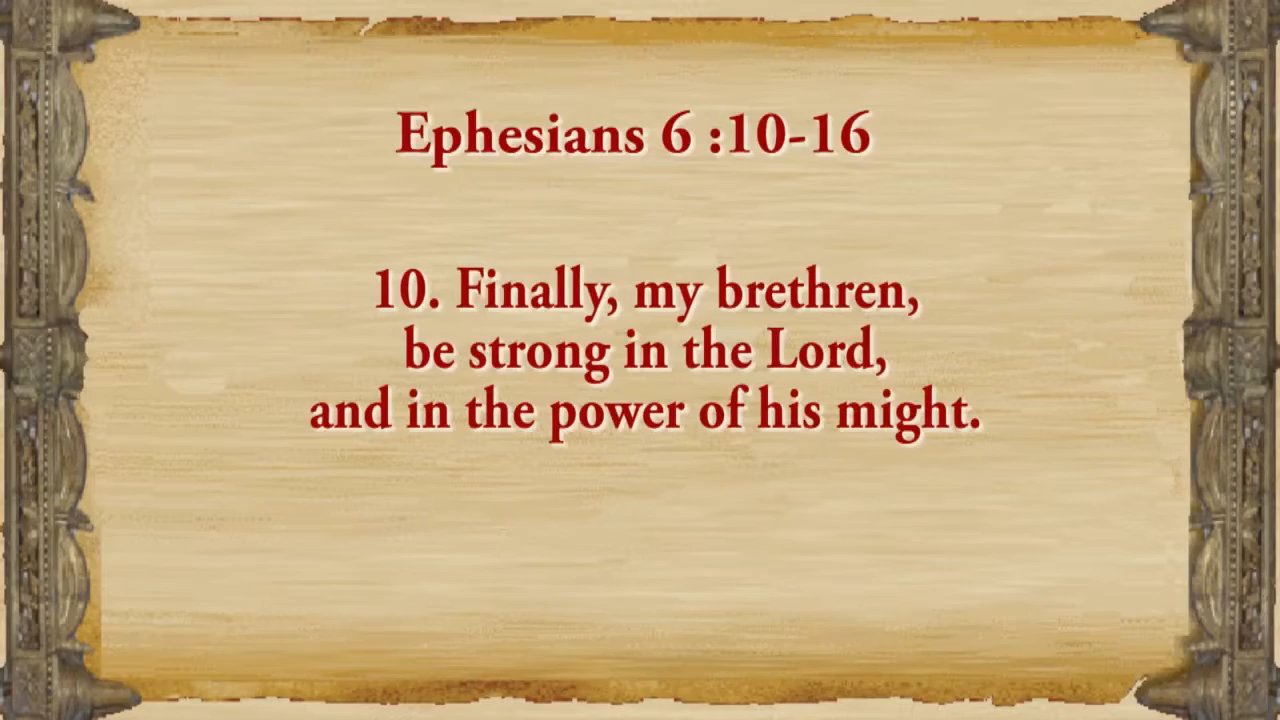 Ephesians 6 :10-16
10. Finally, my brethren,
be strong in the Lord,
and in the power of his might.